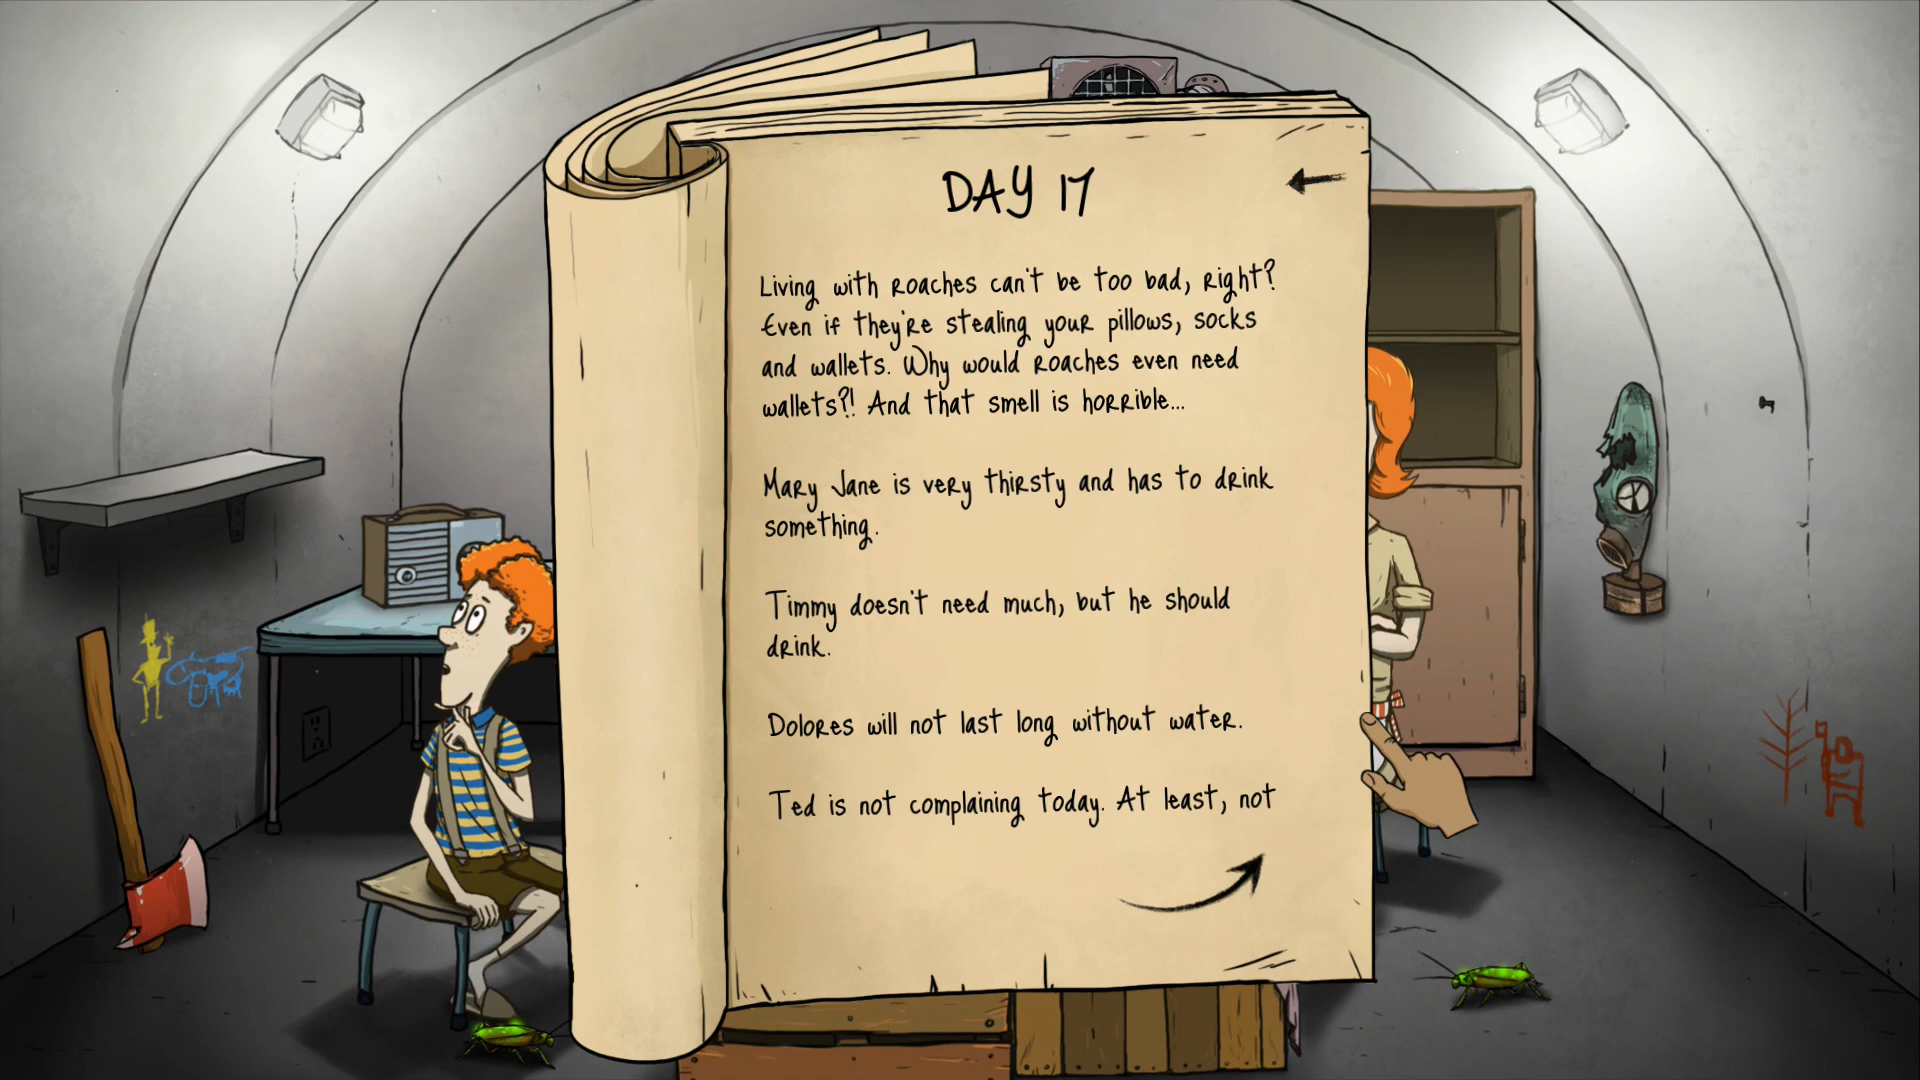 DAY 17
Living with roaches can't be too bad, right?
Even if they're stealing your pillows, socks
and wallets. Why would roaches even need
wallets?! And that smell is horrible...
Mary Jane is very thirsty and has to drink
something.
Timmy doesn't need much, but he should
drink.
Dolores will not last long without water.
Ted is not complaining today. At least, not